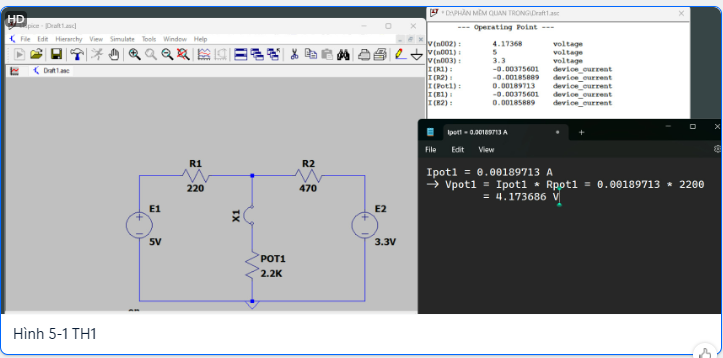 HD
spice - [Draft1.asc]
File Edit Hierarchy View Simulate Tools Window Help
Draft1.asc
R1
220
R2
470
E1
5V
X1
E2
3.3V
POT1
2.2K
* D:\PHẦN MỀM QUAN TRỌNG\Draft1.asc
--- Operating Point ---
V(n002): 4.17368 voltage
V(n001): 5 voltage
V(n003): 3.3 voltage
I(R1): -0.00375601 device_current
I(R2): -0.00185889 device_current
I(Pot1): 0.00189713 device_current
I(E1): -0.00375601 device_current
I(E2): 0.00185889 device_current
Ipot1 = 0.00189713 A
File Edit View
Ipot1 = 0.00189713 A
-> Vpot1 = Ipot1 * Rpot1 = 0.00189713 * 2200
= 4.173686 V
Hình 5-1 TH1